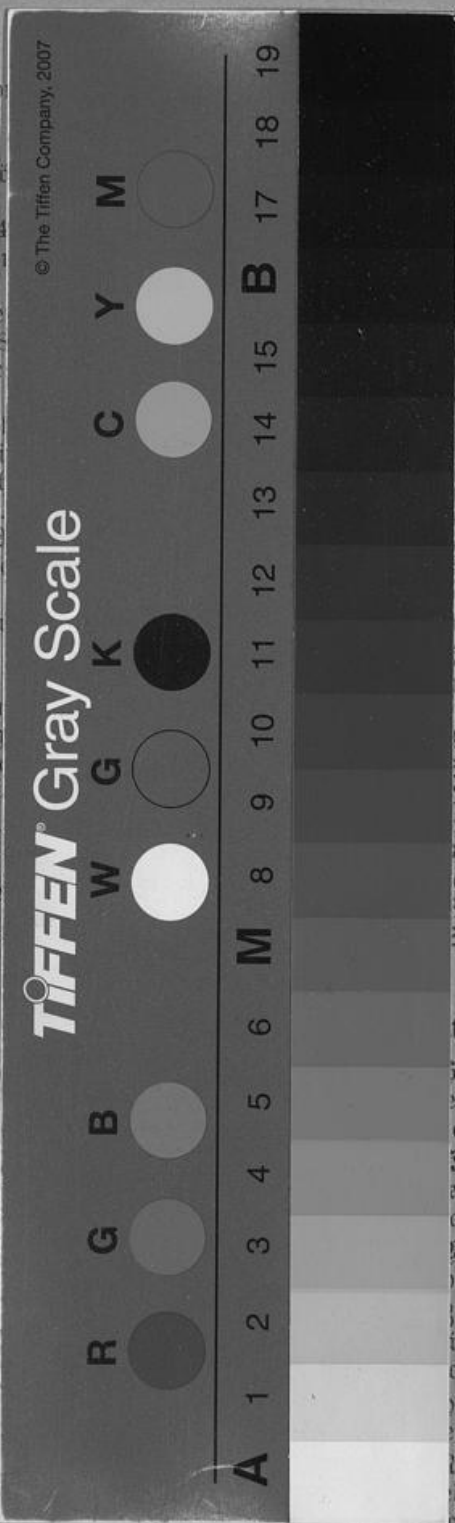 © The Tiffen Company, 2007
TIFFEN® Gray Scale
R G B W G K C Y M
A 1 2 3 4 5 6 M 8 9 10 11 12 13 14 15 B 17 18 19